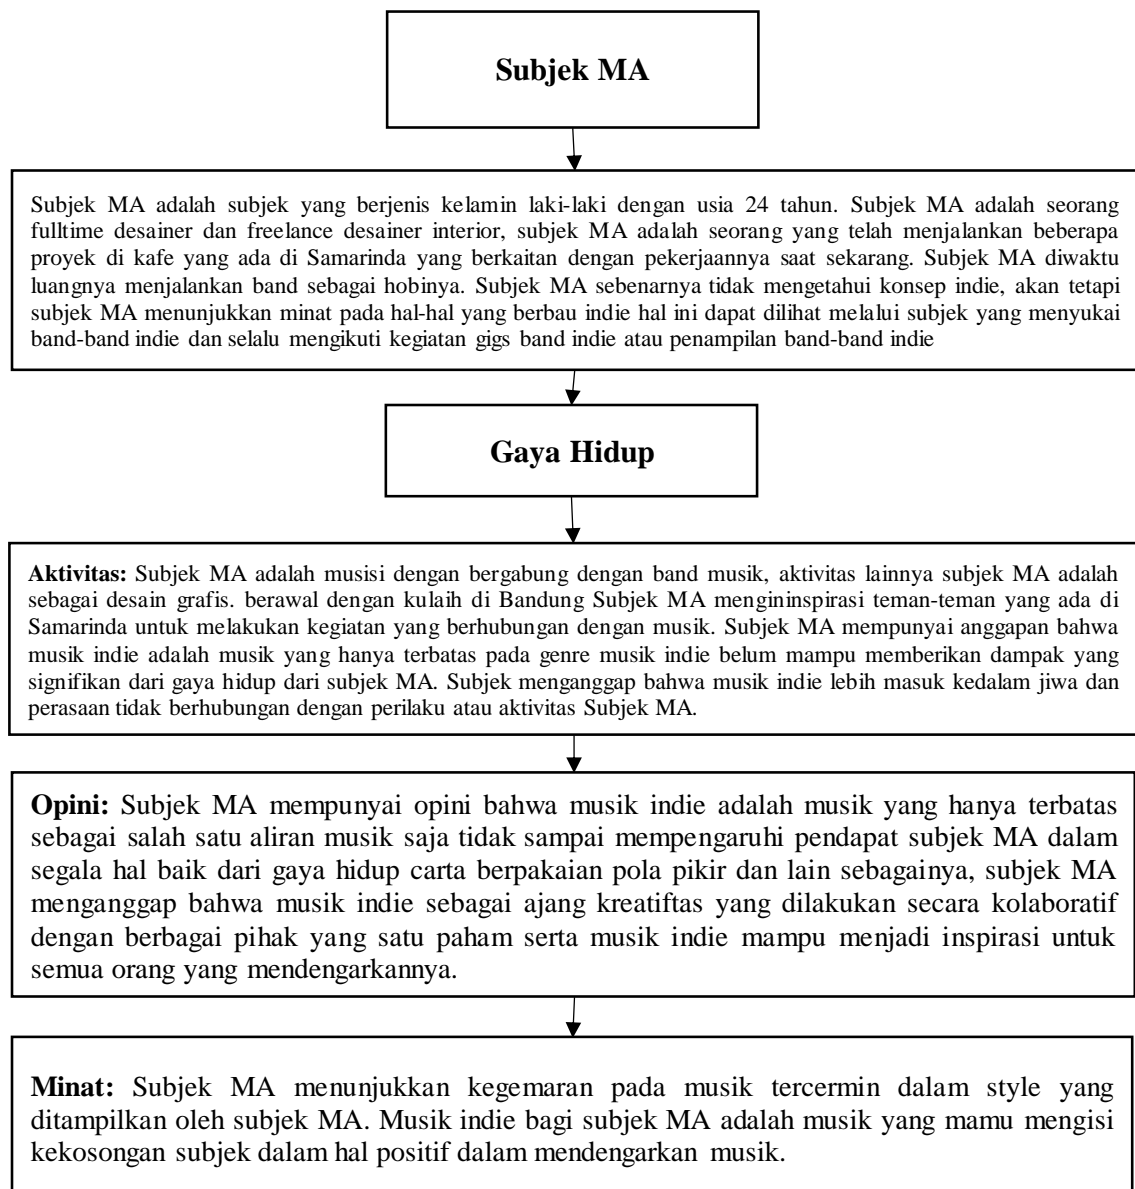 Subjek MA
Subjek MA adalah subjek yang berjenis kelamin laki-laki dengan usia 24 tahun. Subjek MA adalah seorang
fulltime desainer dan freelance desainer interior, subjek MA adalah seorang yang telah menjalankan beberapa
proyek di kafe yang ada di Samarinda yang berkaitan dengan pekerjaannya saat sekarang. Subjek MA diwaktu
luangnya menjalankan band sebagai hobinya. Subjek MA sebenarnya tidak mengetahui konsep indie, akan tetapi
subjek MA menunjukkan minat pada hal-hal yang berbau indie hal ini dapat dilihat melalui subjek yang menyukai
band-band indie dan selalu mengikuti kegiatan gigs band indie atau penampilan band-band indie
Gaya Hidup
Aktivitas: Subjek MA adalah musisi dengan bergabung dengan band musik, aktivitas lainnya subjek MA adalah
sebagai desain grafis. berawal dengan kulaih di Bandung Subjek MA mengininspirasi teman-teman yang ada di
Samarinda untuk melakukan kegiatan yang berhubungan dengan musik. Subjek MA mempunyai anggapan bahwa
musik indie adalah musik yang hanya terbatas pada genre musik indie belum mampu memberikan dampak yang
signifikan dari gaya hidup dari subjek MA. Subjek menganggap bahwa musik indie lebih masuk kedalam jiwa dan
perasaan tidak berhubungan dengan perilaku atau aktivitas Subjek MA.
Opini: Subjek MA mempunyai opini bahwa musik indie adalah musik yang hanya terbatas
sebagai salah satu aliran musik saja tidak sampai mempengaruhi pendapat subjek MA dalam
segala hal baik dari gaya hidup carta berpakaian pola pikir dan lain sebagainya, subjek MA
menganggap bahwa musik indie sebagai ajang kreatiftas yang dilakukan secara kolaboratif
dengan berbagai pihak yang satu paham serta musik indie mampu menjadi inspirasi untuk
semua orang yang mendengarkannya.
Minat: Subjek MA menunjukkan kegemaran pada musik tercermin dalam style yang
ditampilkan oleh subjek MA. Musik indie bagi subjek MA adalah musik yang mamu mengisi
kekosongan subjek dalam hal positif dalam mendengarkan musik.